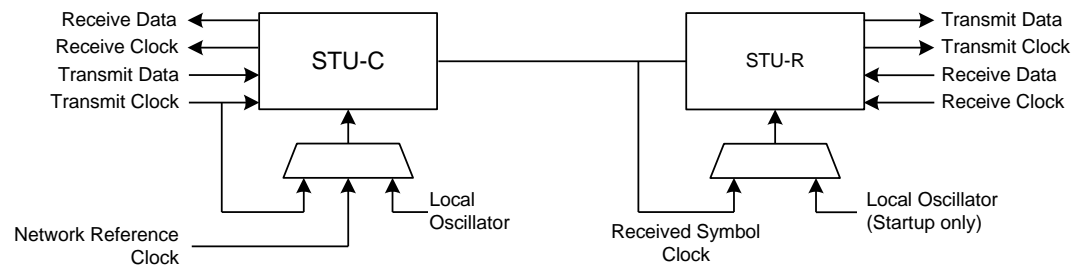 Receive Data
Receive Clock
Transmit Data
Transmit Clock
STU-C
STU-R
Transmit Data
Transmit Clock
Receive Data
Receive Clock
Local
Oscillator
Network Reference
Clock
Received Symbol
Clock
Local Oscillator
(Startup only)